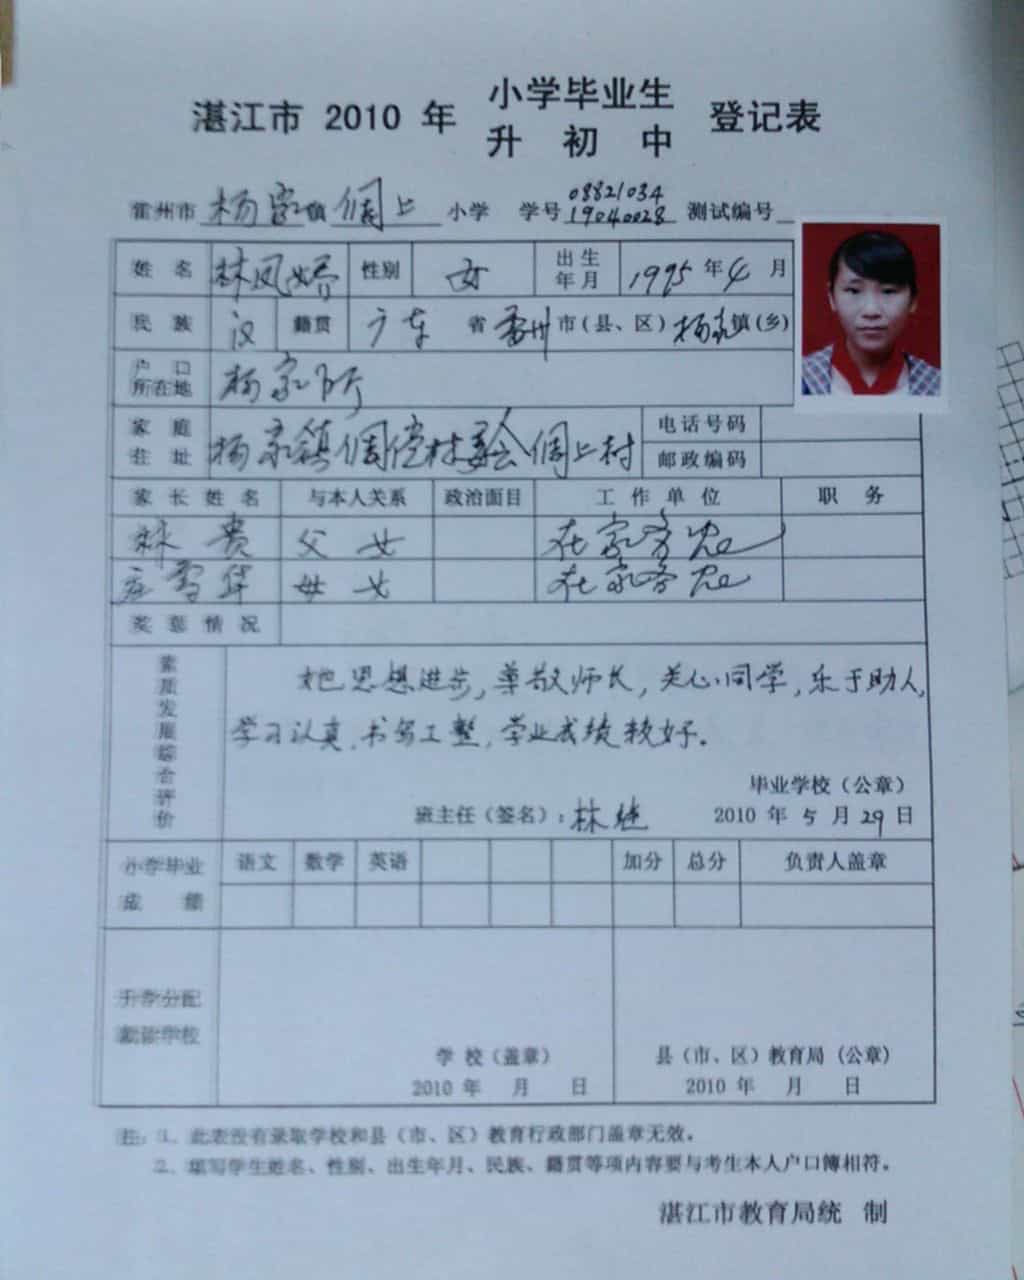 湛江市 2010 年 小学毕业生 登记表
升 初 中
雷州市 杨家 镇 倜上 小学 学号 08821034 19040028 测试编号
姓 名 林凤娇 性别 女 出生年月 1995 年 4 月
民 族 汉 籍贯 广东 省 雷州 市(县、区) 杨家 镇(乡)
户 口 所在地 杨家
家 庭 住 址 杨家镇 村委会 倜上村 电话号码
邮政编码
家 长 姓 名 与本人关系 政治面目 工 作 单 位 职 务
林 贵 父 女 在家务农
庄雪华 母 女 在家务农
奖 惩 情 况
素质发展综合评价
她思想进步,尊敬师长,关心同学,乐于助人,
学习认真,书写工整,学业成绩较好。
毕业学校(公章)
班主任(签名): 林 2010 年 5 月 29 日
小学毕业 成 绩 语文 数学 英语 加分 总分 负责人盖章
升学分配 就读学校
学 校(盖章) 县(市、区)教育局(公章)
2010 年 月 日 2010 年 月 日
注:1、此表没有录取学校和县(市、区)教育行政部门盖章无效。
2、填写学生姓名、性别、出生年月、民族、籍贯等项内容要与考生本人户口簿相符。
湛江市教育局统 制